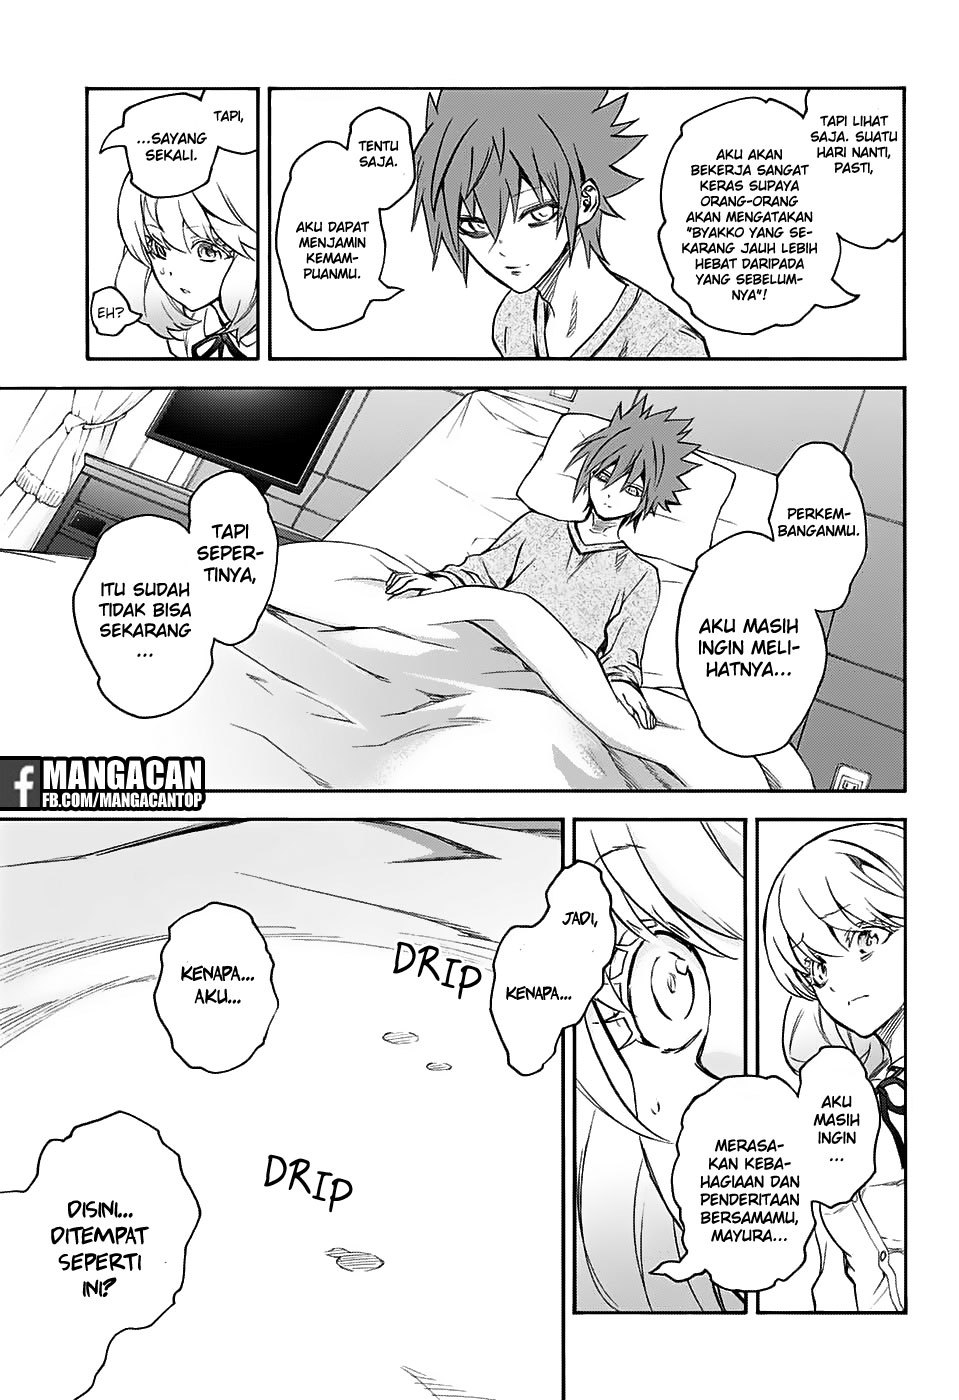 TAPI LIHAT
SAJA. SUATU
HARI NANTI,
PASTI,
AKU AKAN
BEKERJA SANGAT
KERAS SUPAYA
ORANG-ORANG
AKAN MENGATAKAN
"BYAKKO YANG SE-
KARANG JAUH LEBIH
HEBAT DARIPADA
YANG SEBELUM-
NYA"!
TENTU
SAJA.
AKU DAPAT
MENJAMIN
KEMAM-
PUANMU.
TAPI,
...SAYANG
SEKALI.
EH?
PERKEM-
BANGANMU.
AKU MASIH
INGIN MELI-
HATNYA...
TAPI
SEPER-
TINYA,
ITU SUDAH
TIDAK BISA
SEKARANG
...
MANGACAN
FB.COM/MANGACANTOP
AKU
MASIH
INGIN
...
MERASA-
KAN KEBA-
HAGIAAN DAN
PENDERITAAN
BERSAMAMU,
MAYURA...
JADI,
KENAPA...
DRIP
KENAPA...
AKU...
DRIP
DISINI...
DITEMPAT
SEPERTI
INI?